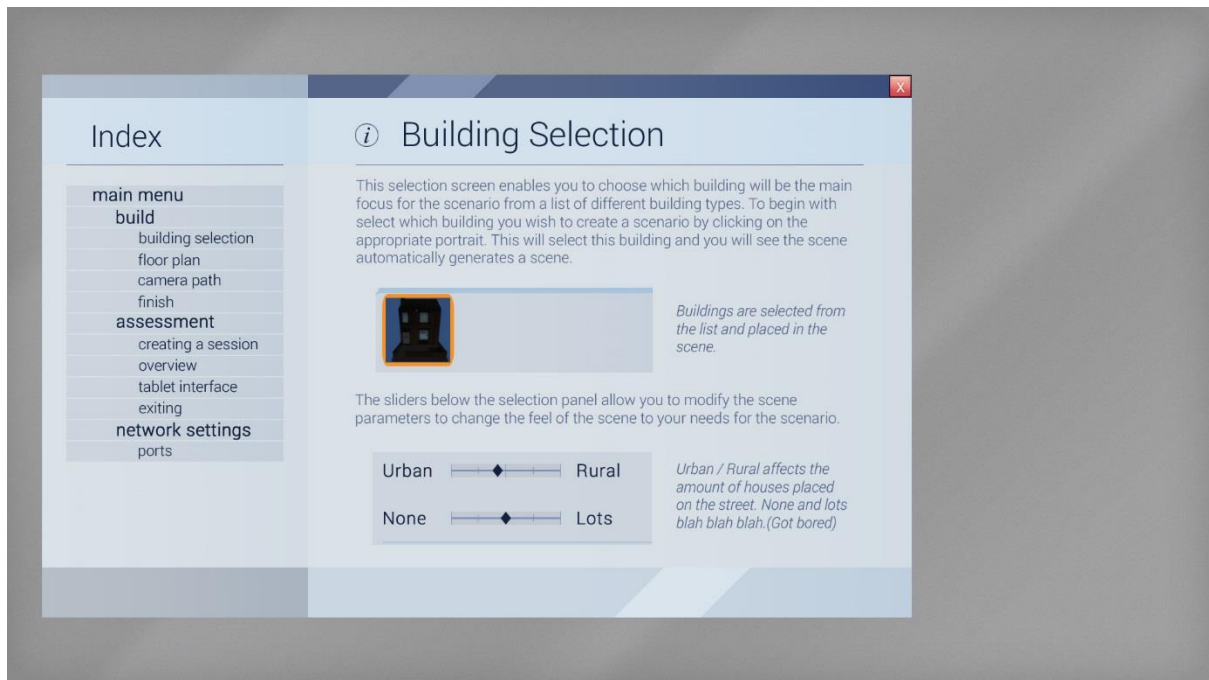 X
Index
main menu
build
building selection
floor plan
camera path
finish
assessment
creating a session
overview
tablet interface
exiting
network settings
ports
i Building Selection
This selection screen enables you to choose which building will be the main
focus for the scenario from a list of different building types. To begin with
select which building you wish to create a scenario by clicking on the
appropriate portrait. This will select this building and you will see the scene
automatically generates a scene.
Buildings are selected from
the list and placed in the
scene.
The sliders below the selection panel allow you to modify the scene
parameters to change the feel of the scene to your needs for the scenario.
Urban Rural
None Lots
Urban / Rural affects the
amount of houses placed
on the street. None and lots
blah blah blah.(Got bored)